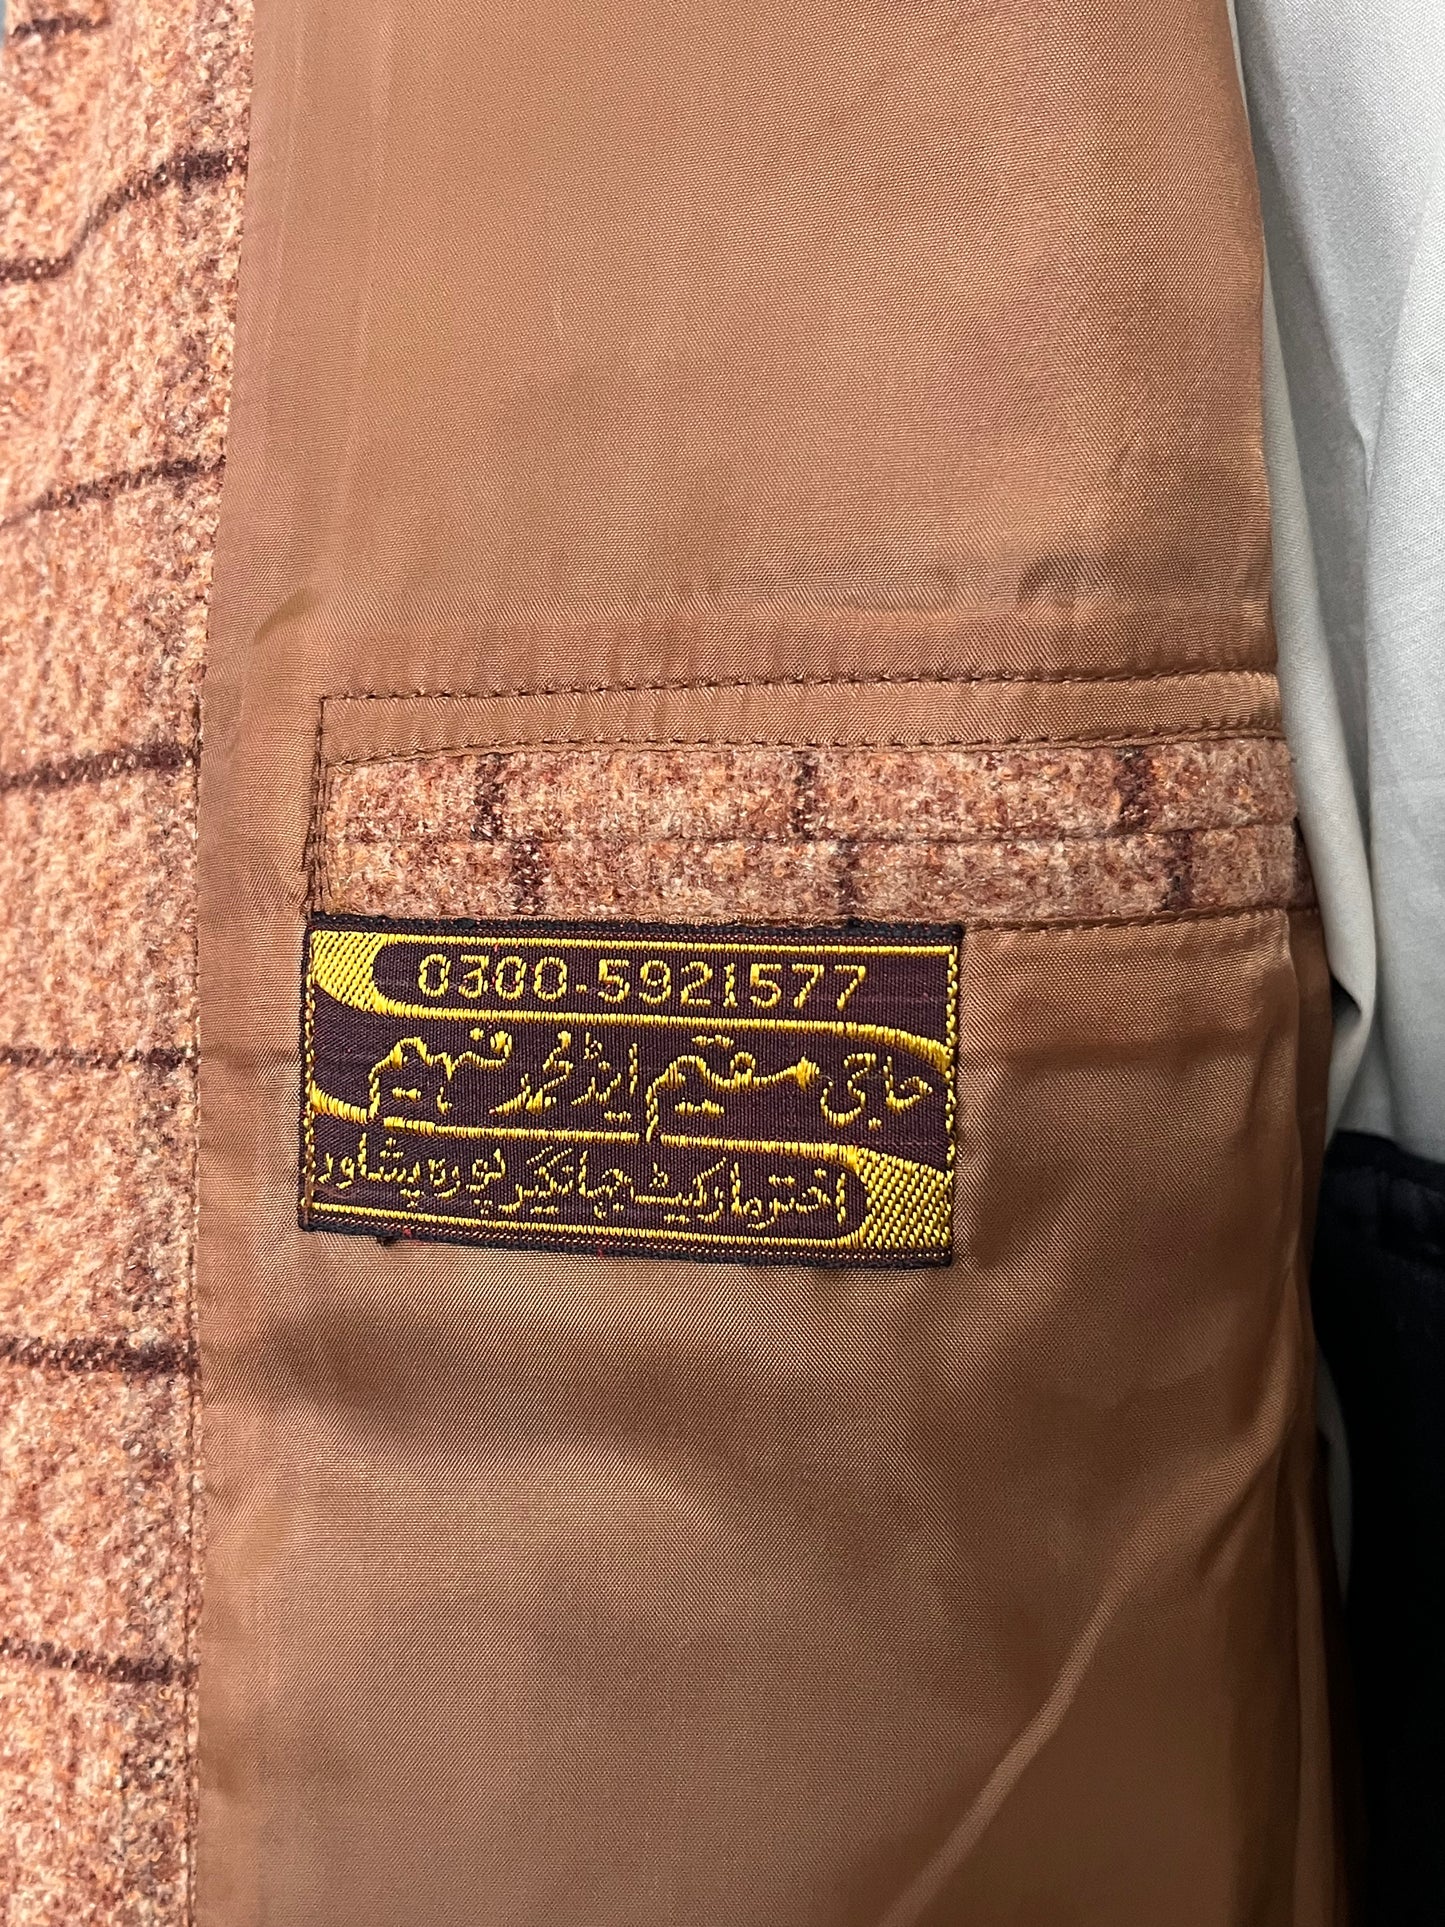 0300-5921577
حاجی مقیم اینڈ محمد فہیم
اختر مارکیٹ جہانگیر پورہ پشاور